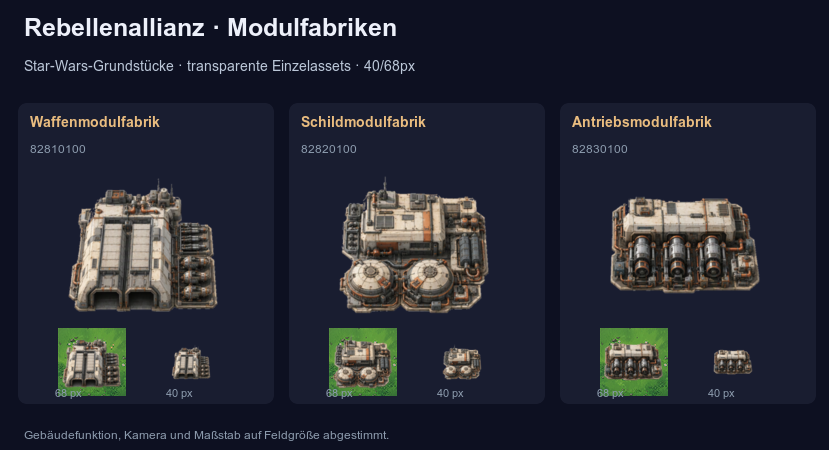 Rebellenallianz · Modulfabriken
Star-Wars-Grundstücke · transparente Einzelassets · 40/68px
Waffenmodulfabrik
82810100
68 px
40 px
Schildmodulfabrik
82820100
68 px
40 px
Antriebsmodulfabrik
82830100
68 px
40 px
Gebäudefunktion, Kamera und Maßstab auf Feldgröße abgestimmt.